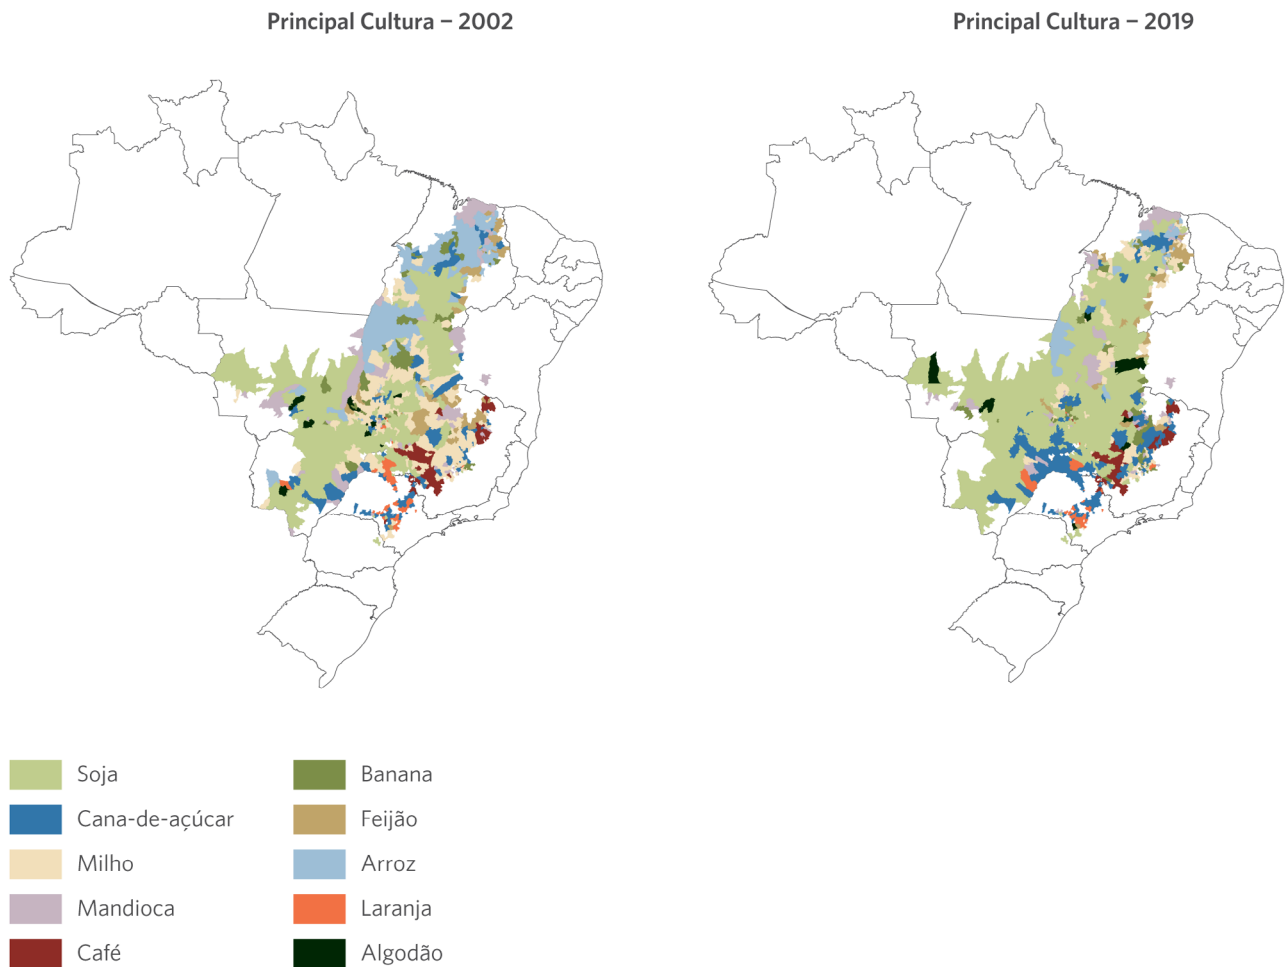 Principal Cultura – 2002
Principal Cultura – 2019
Soja
Cana-de-açúcar
Milho
Mandioca
Café
Banana
Feijão
Arroz
Laranja
Algodão